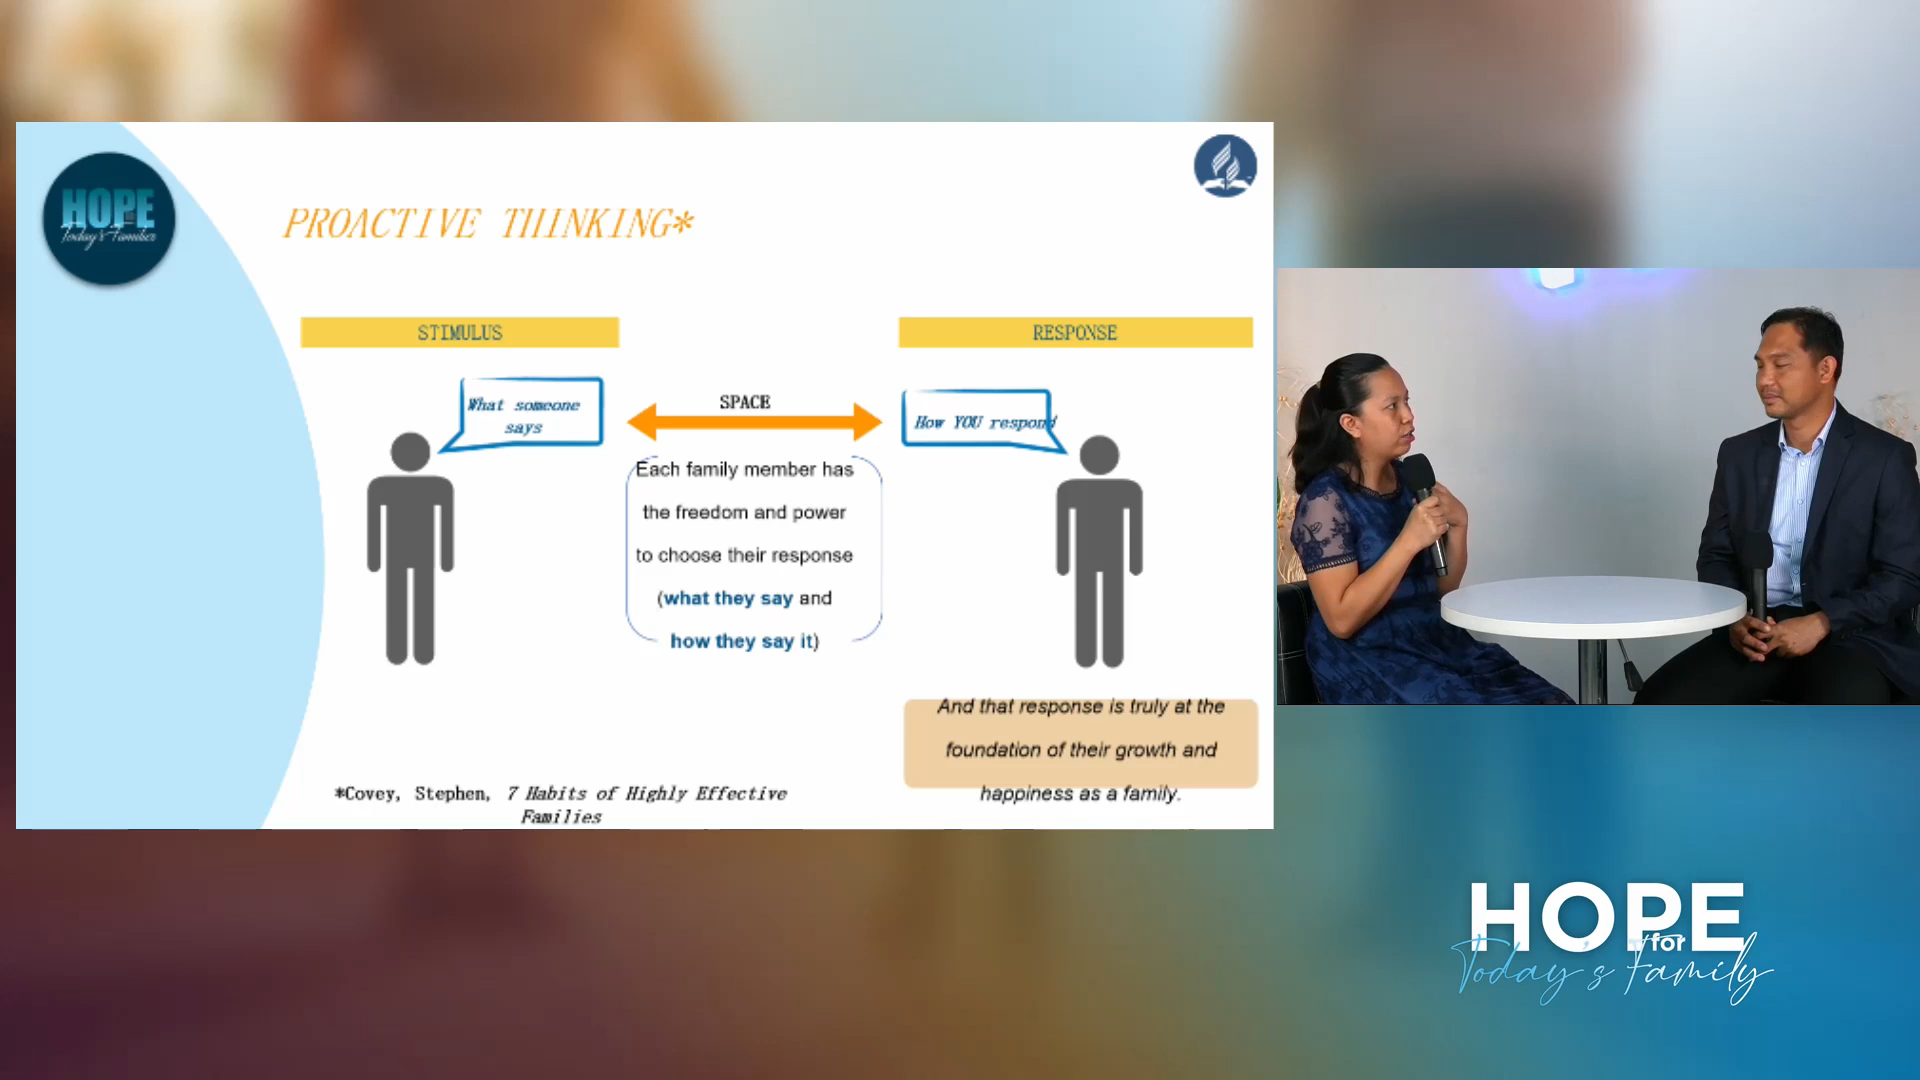 HOPE
Today's Families
PROACTIVE THINKING*
STIMULUS
RESPONSE
What someone
says
SPACE
How YOU respond
Each family member has
the freedom and power
to choose their response
(what they say and
how they say it)
And that response is truly at the
foundation of their growth and
happiness as a family.
*Covey, Stephen, 7 Habits of Highly Effective
Families
HOPE
for
Today's Family